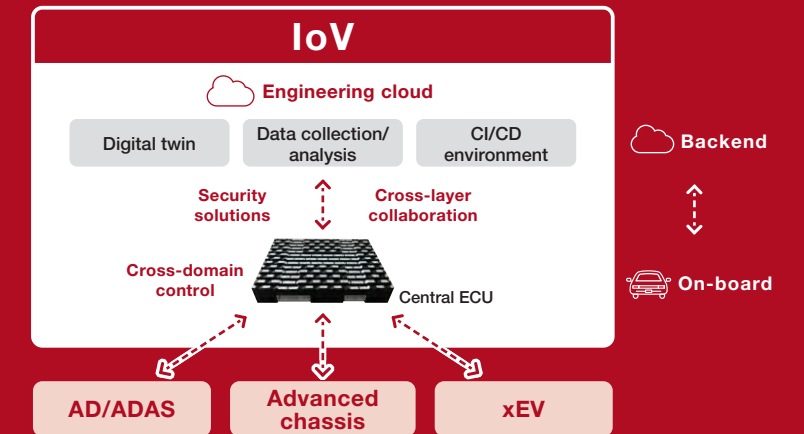 IoV
Engineering cloud
Digital twin
Data collection/
analysis
CI/CD
environment
Backend
Security
solutions
Cross-layer
collaboration
Cross-domain
control
Central ECU
On-board
AD/ADAS
Advanced
chassis
xEV